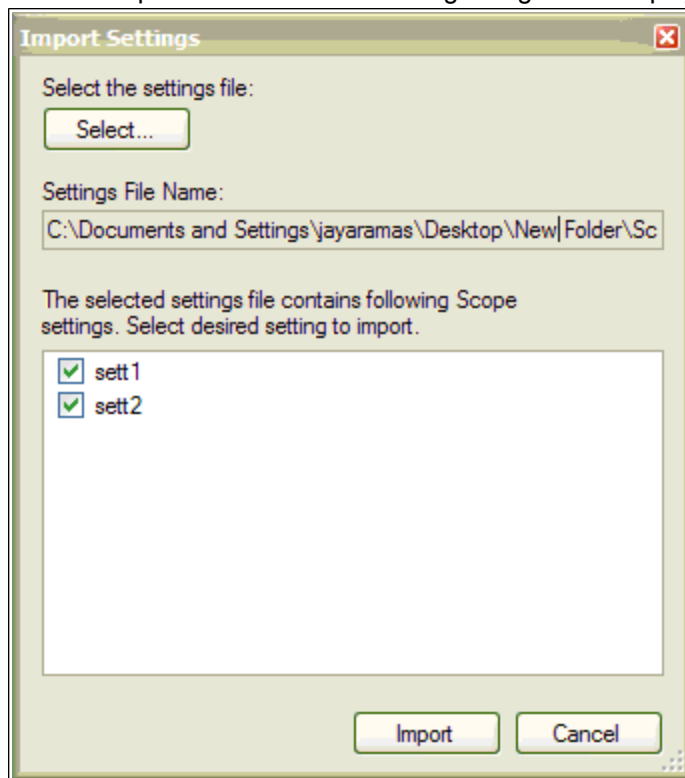 Import Settings
Select the settings file:
Select...
Settings File Name:
C:\Documents and Settings\jayaramas\Desktop\New Folder\Sc
The selected settings file contains following Scope
settings. Select desired setting to import.
sett1
sett2
Import Cancel